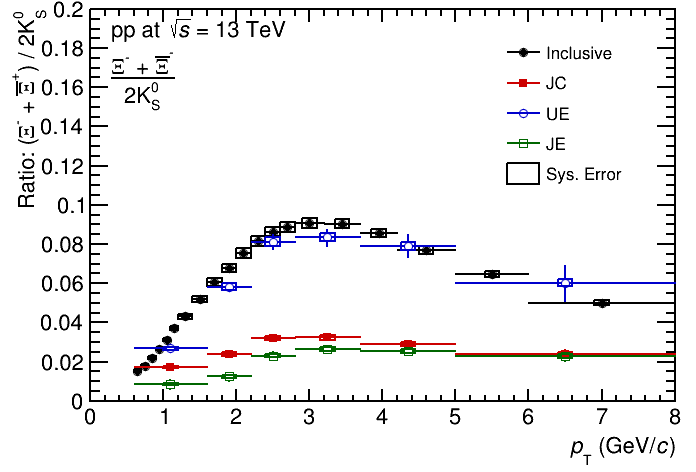 pp at √s = 13 TeV
Ξ⁻ + Ξ̅⁻
2K⁰S
Ratio: (Ξ⁻ + Ξ̅⁺) / 2K⁰S
Inclusive
JC
UE
JE
Sys. Error
0.2
0.18
0.16
0.14
0.12
0.1
0.08
0.06
0.04
0.02
0
0 1 2 3 4 5 6 7 8
pT (GeV/c)